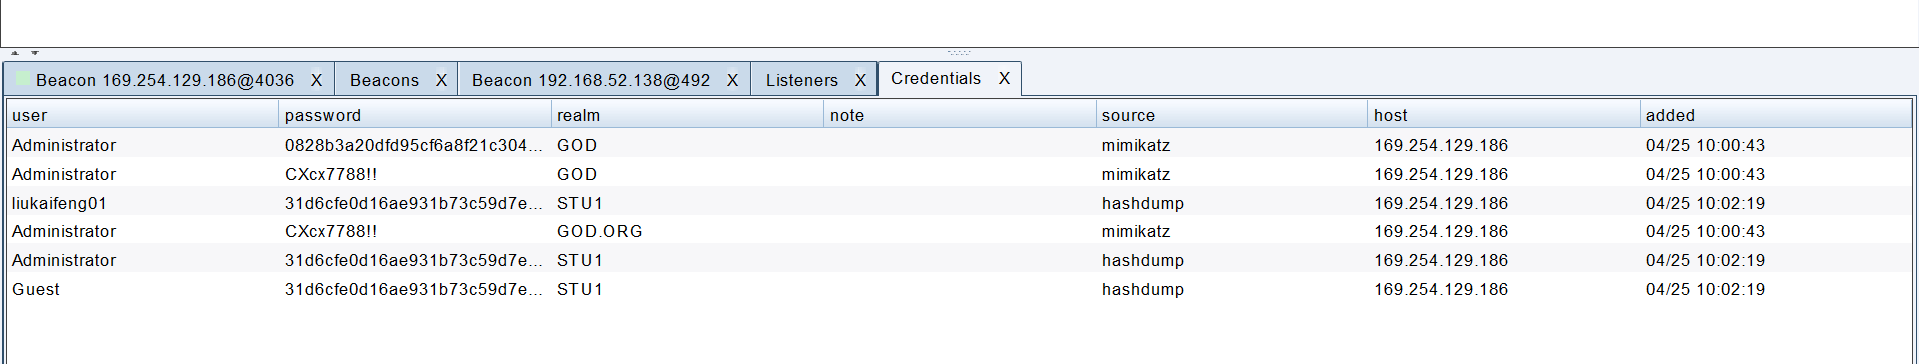 Beacon 169.254.129.186@4036 X Beacons X Beacon 192.168.52.138@492 X Listeners X Credentials X
user password realm note source host added
Administrator 0828b3a20dfd95cf6a8f21c304... GOD mimikatz 169.254.129.186 04/25 10:00:43
Administrator CXcx7788!! GOD mimikatz 169.254.129.186 04/25 10:00:43
liukaifeng01 31d6cfe0d16ae931b73c59d7e... STU1 hashdump 169.254.129.186 04/25 10:02:19
Administrator CXcx7788!! GOD.ORG mimikatz 169.254.129.186 04/25 10:00:43
Administrator 31d6cfe0d16ae931b73c59d7e... STU1 hashdump 169.254.129.186 04/25 10:02:19
Guest 31d6cfe0d16ae931b73c59d7e... STU1 hashdump 169.254.129.186 04/25 10:02:19